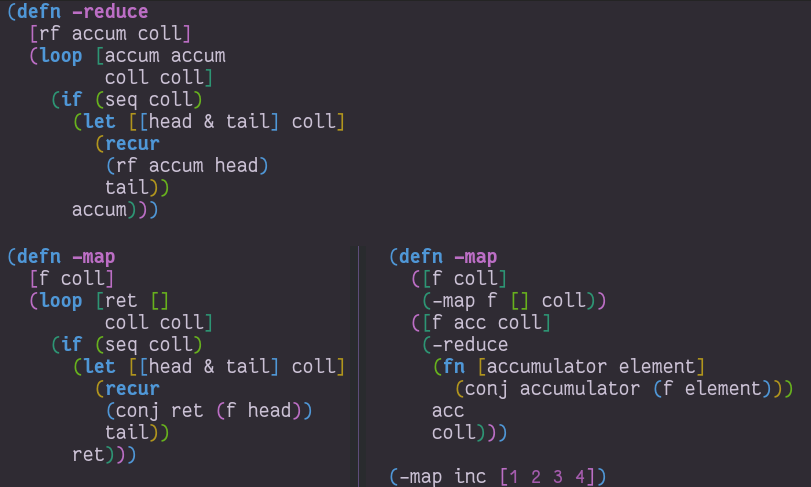 (defn -reduce
  [rf accum coll]
  (loop [accum accum
         coll coll]
    (if (seq coll)
      (let [[head & tail] coll]
        (recur
         (rf accum head)
         tail))
      accum)))
(defn -map
  [f coll]
  (loop [ret []
         coll coll]
    (if (seq coll)
      (let [[head & tail] coll]
        (recur
         (conj ret (f head))
         tail))
      ret)))
(defn -map
  ([f coll]
   (-map f [] coll))
  ([f acc coll]
   (-reduce
    (fn [accumulator element]
      (conj accumulator (f element)))
    acc
    coll)))
(-map inc [1 2 3 4])